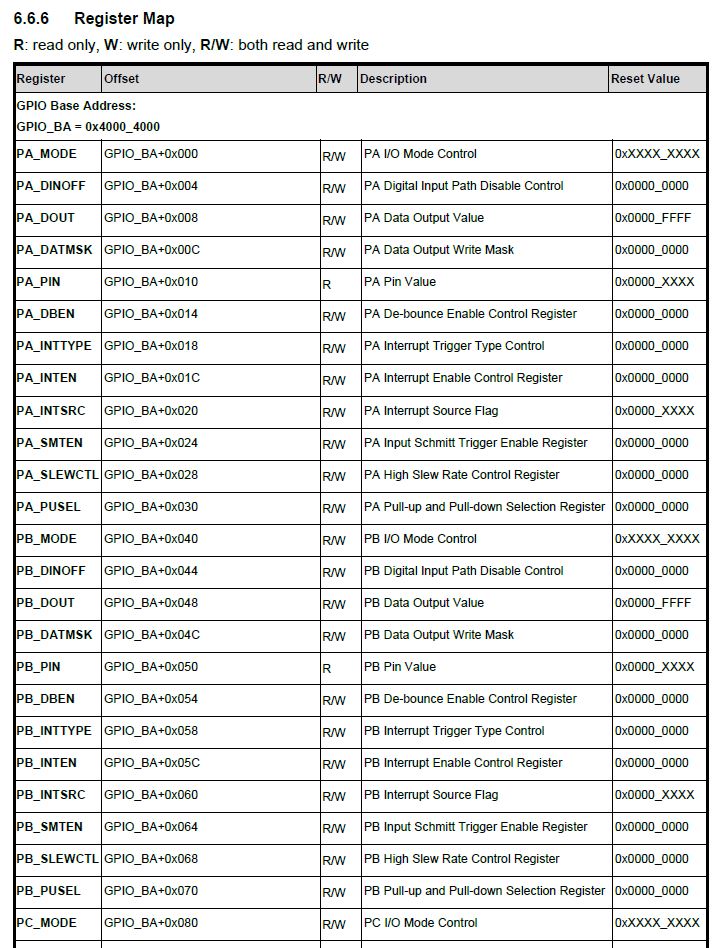 6.6.6 Register Map
R: read only, W: write only, R/W: both read and write
Register Offset R/W Description Reset Value
GPIO Base Address:
GPIO_BA = 0x4000_4000
PA_MODE GPIO_BA+0x000 R/W PA I/O Mode Control 0xXXXX_XXXX
PA_DINOFF GPIO_BA+0x004 R/W PA Digital Input Path Disable Control 0x0000_0000
PA_DOUT GPIO_BA+0x008 R/W PA Data Output Value 0x0000_FFFF
PA_DATMSK GPIO_BA+0x00C R/W PA Data Output Write Mask 0x0000_0000
PA_PIN GPIO_BA+0x010 R PA Pin Value 0x0000_XXXX
PA_DBEN GPIO_BA+0x014 R/W PA De-bounce Enable Control Register 0x0000_0000
PA_INTTYPE GPIO_BA+0x018 R/W PA Interrupt Trigger Type Control 0x0000_0000
PA_INTEN GPIO_BA+0x01C R/W PA Interrupt Enable Control Register 0x0000_0000
PA_INTSRC GPIO_BA+0x020 R/W PA Interrupt Source Flag 0x0000_XXXX
PA_SMTEN GPIO_BA+0x024 R/W PA Input Schmitt Trigger Enable Register 0x0000_0000
PA_SLEWCTL GPIO_BA+0x028 R/W PA High Slew Rate Control Register 0x0000_0000
PA_PUSEL GPIO_BA+0x030 R/W PA Pull-up and Pull-down Selection Register 0x0000_0000
PB_MODE GPIO_BA+0x040 R/W PB I/O Mode Control 0xXXXX_XXXX
PB_DINOFF GPIO_BA+0x044 R/W PB Digital Input Path Disable Control 0x0000_0000
PB_DOUT GPIO_BA+0x048 R/W PB Data Output Value 0x0000_FFFF
PB_DATMSK GPIO_BA+0x04C R/W PB Data Output Write Mask 0x0000_0000
PB_PIN GPIO_BA+0x050 R PB Pin Value 0x0000_XXXX
PB_DBEN GPIO_BA+0x054 R/W PB De-bounce Enable Control Register 0x0000_0000
PB_INTTYPE GPIO_BA+0x058 R/W PB Interrupt Trigger Type Control 0x0000_0000
PB_INTEN GPIO_BA+0x05C R/W PB Interrupt Enable Control Register 0x0000_0000
PB_INTSRC GPIO_BA+0x060 R/W PB Interrupt Source Flag 0x0000_XXXX
PB_SMTEN GPIO_BA+0x064 R/W PB Input Schmitt Trigger Enable Register 0x0000_0000
PB_SLEWCTL GPIO_BA+0x068 R/W PB High Slew Rate Control Register 0x0000_0000
PB_PUSEL GPIO_BA+0x070 R/W PB Pull-up and Pull-down Selection Register 0x0000_0000
PC_MODE GPIO_BA+0x080 R/W PC I/O Mode Control 0xXXXX_XXXX